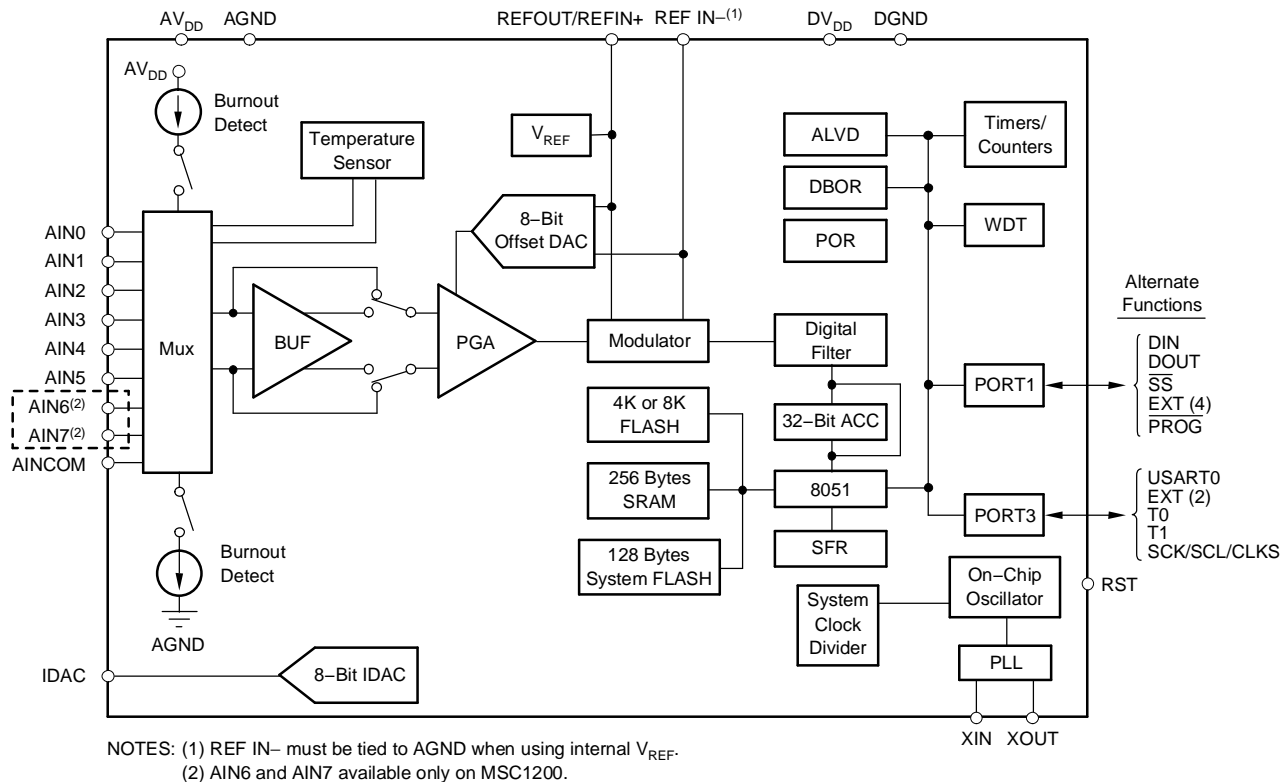 AVDD AGND REFOUT/REFIN+ REF IN–(1) DVDD DGND
AVDD
Burnout
Detect
Temperature
Sensor
VREF
8–Bit
Offset DAC
ALVD
DBOR
POR
Timers/
Counters
WDT
AIN0
AIN1
AIN2
AIN3
AIN4
AIN5
AIN6(2)
AIN7(2)
AINCOM
Mux
BUF
PGA
Modulator
Digital
Filter
4K or 8K
FLASH
32–Bit ACC
256 Bytes
SRAM
8051
128 Bytes
System FLASH
SFR
PORT1
PORT3
Alternate
Functions
DIN
DOUT
SS
EXT (4)
PROG
USART0
EXT (2)
T0
T1
SCK/SCL/CLKS
Burnout
Detect
AGND
System
Clock
Divider
On–Chip
Oscillator
RST
PLL
IDAC
8–Bit IDAC
XIN XOUT
NOTES: (1) REF IN– must be tied to AGND when using internal VREF.
(2) AIN6 and AIN7 available only on MSC1200.